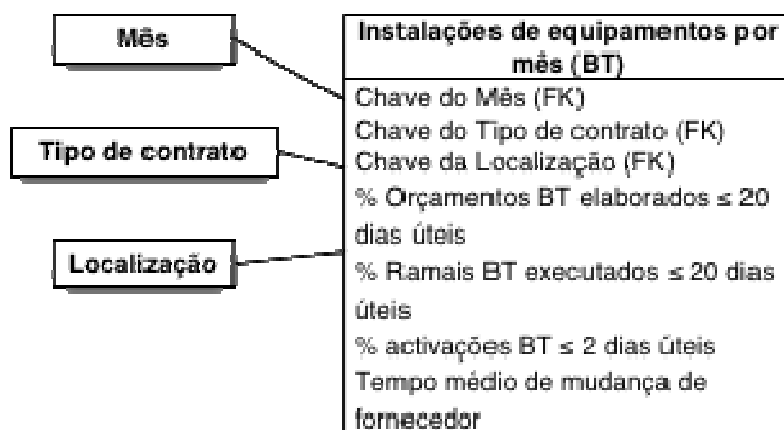 Mês
Tipo de contrato
Localização
Instalações de equipamentos por
mês (BT)
Chave do Mês (FK)
Chave do Tipo de contrato (FK)
Chave da Localização (FK)
% Orçamentos BT elaborados ≤ 20
dias úteis
% Ramais BT executados ≤ 20 dias
úteis
% activações BT ≤ 2 dias úteis
Tempo médio de mudança de
fornecedor